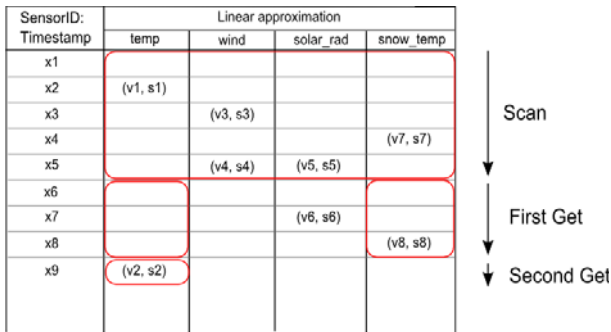 SensorID: Linear approximation
Timestamp temp wind solar_rad snow_temp
x1
x2 (v1, s1)
x3 (v3, s3) Scan
x4 (v7, s7)
x5 (v4, s4) (v5, s5)
x6
x7 (v6, s6) First Get
x8 (v8, s8)
x9 (v2, s2) Second Get